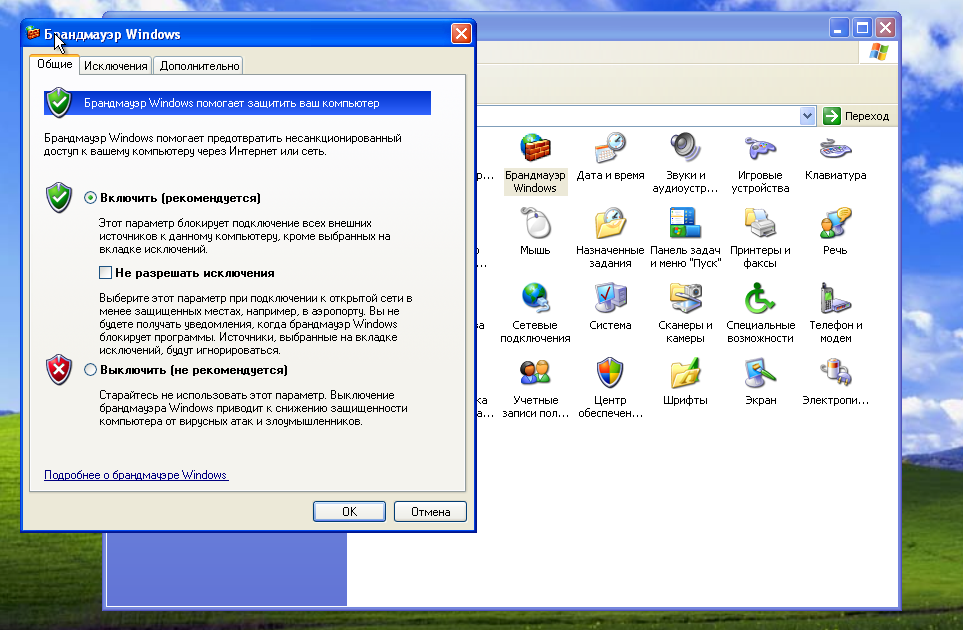 Брандмауэр Windows
Общие
Исключения
Дополнительно
Брандмауэр Windows помогает защитить ваш компьютер
Брандмауэр Windows помогает предотвратить несанкционированный
доступ к вашему компьютеру через Интернет или сеть.
Включить (рекомендуется)
Этот параметр блокирует подключение всех внешних
источников к данному компьютеру, кроме выбранных на
вкладке исключений.
Не разрешать исключения
Выберите этот параметр при подключении к открытой сети в
менее защищенных местах, например, в аэропорту. Вы не
будете получать уведомления, когда брандмауэр Windows
блокирует программы. Источники, выбранные на вкладке
исключений, будут игнорироваться.
Выключить (не рекомендуется)
Старайтесь не использовать этот параметр. Выключение
брандмауэра Windows приводит к снижению защищенности
компьютера от вирусных атак и злоумышленников.
Подробнее о брандмауэре Windows
OK
Отмена
Переход
Брандмауэр
Windows
Дата и время
Звуки и
аудиоустр...
Игровые
устройства
Клавиатура
Мышь
Назначенные
задания
Панель задач
и меню "Пуск"
Принтеры и
факсы
Речь
Сетевые
подключения
Система
Сканеры и
камеры
Специальные
возможности
Телефон и
модем
Учетные
записи пол...
Центр
обеспечен...
Шрифты
Экран
Электропи...